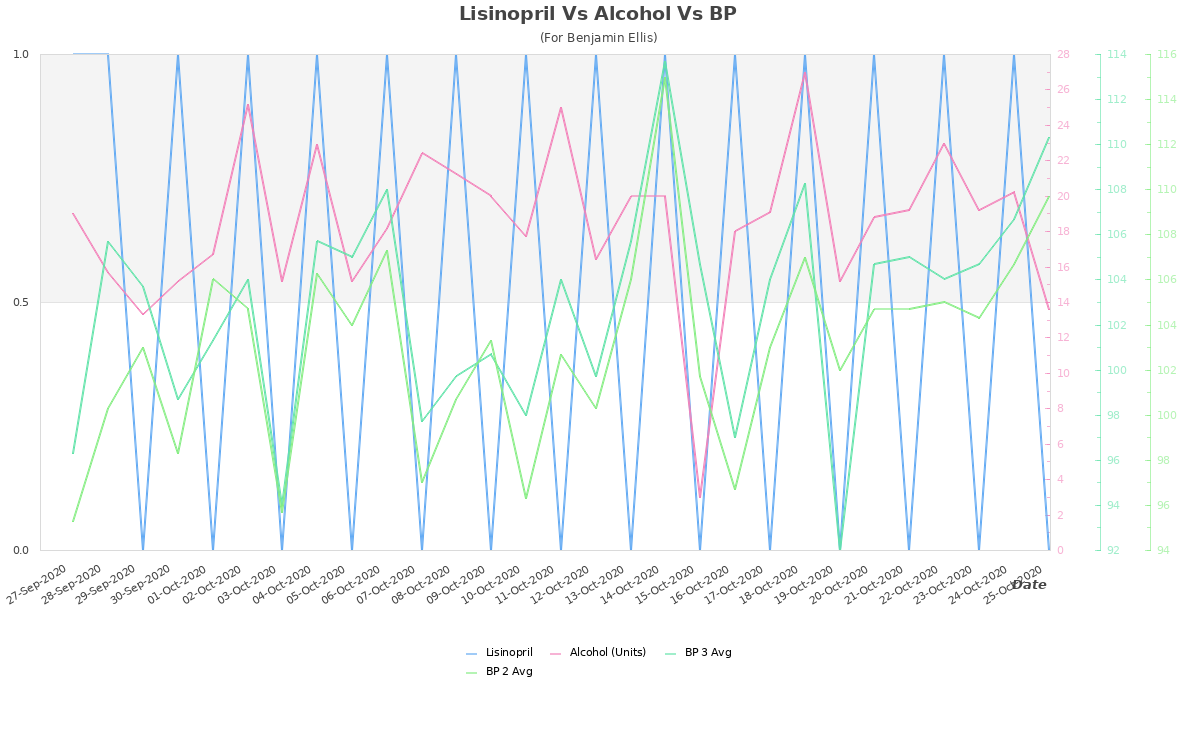 Lisinopril Vs Alcohol Vs BP
(For Benjamin Ellis)
1.0
0.5
0.0
28
26
24
22
20
18
16
14
12
10
8
6
4
2
0
114
112
110
108
106
104
102
100
98
96
94
92
116
114
112
110
108
106
104
102
100
98
96
94
27-Sep-2020
28-Sep-2020
29-Sep-2020
30-Sep-2020
01-Oct-2020
02-Oct-2020
03-Oct-2020
04-Oct-2020
05-Oct-2020
06-Oct-2020
07-Oct-2020
08-Oct-2020
09-Oct-2020
10-Oct-2020
11-Oct-2020
12-Oct-2020
13-Oct-2020
14-Oct-2020
15-Oct-2020
16-Oct-2020
17-Oct-2020
18-Oct-2020
19-Oct-2020
20-Oct-2020
21-Oct-2020
22-Oct-2020
23-Oct-2020
24-Oct-2020
25-Oct-2020
Date
Lisinopril Alcohol (Units) BP 3 Avg
BP 2 Avg